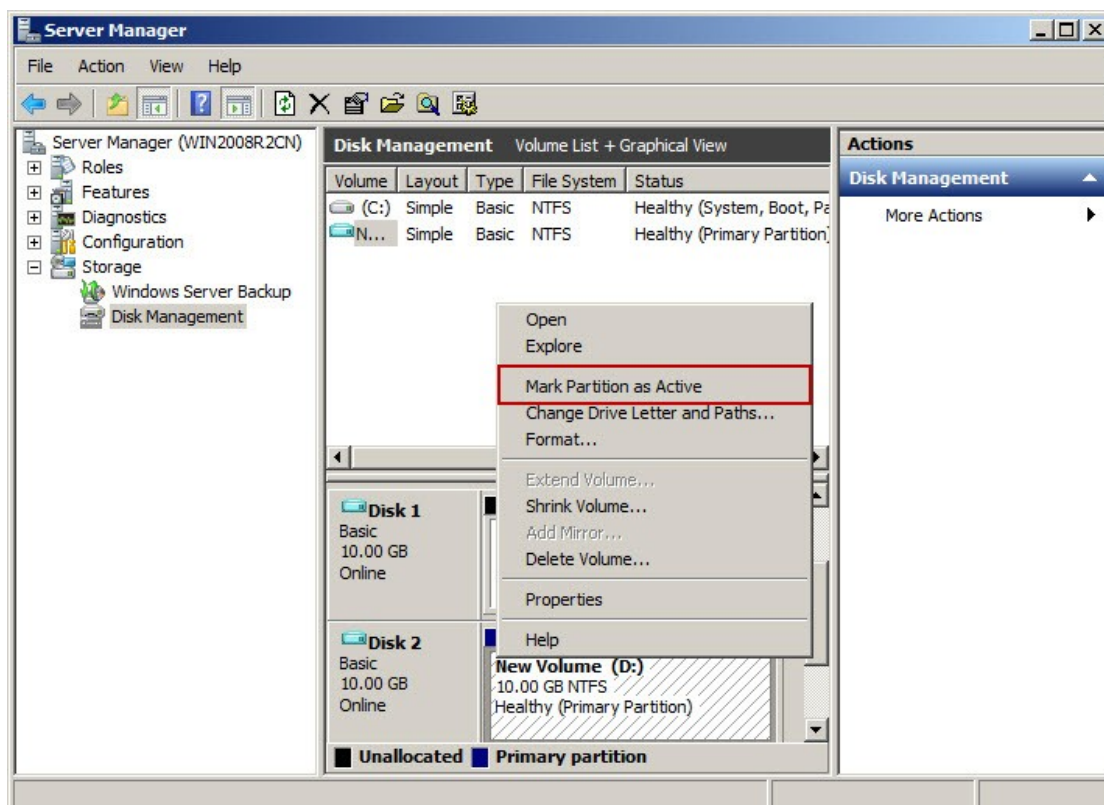 Server Manager
File Action View Help
Server Manager (WIN2008R2CN)
Roles
Features
Diagnostics
Configuration
Storage
Windows Server Backup
Disk Management
Disk Management Volume List + Graphical View
Volume Layout Type File System Status
(C:) Simple Basic NTFS Healthy (System, Boot, Pa
N... Simple Basic NTFS Healthy (Primary Partition)
Open
Explore
Mark Partition as Active
Change Drive Letter and Paths...
Format...
Extend Volume...
Shrink Volume...
Add Mirror...
Delete Volume...
Properties
Help
Disk 1
Basic
10.00 GB
Online
Disk 2
Basic
10.00 GB
Online
New Volume (D:)
10.00 GB NTFS
Healthy (Primary Partition)
Unallocated Primary partition
Actions
Disk Management
More Actions